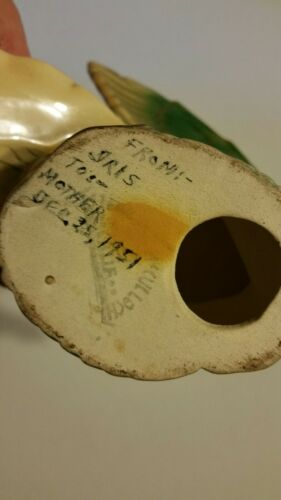 FROM:-
IRIS
TO:-
MOTHER
DEC. 25, 1951